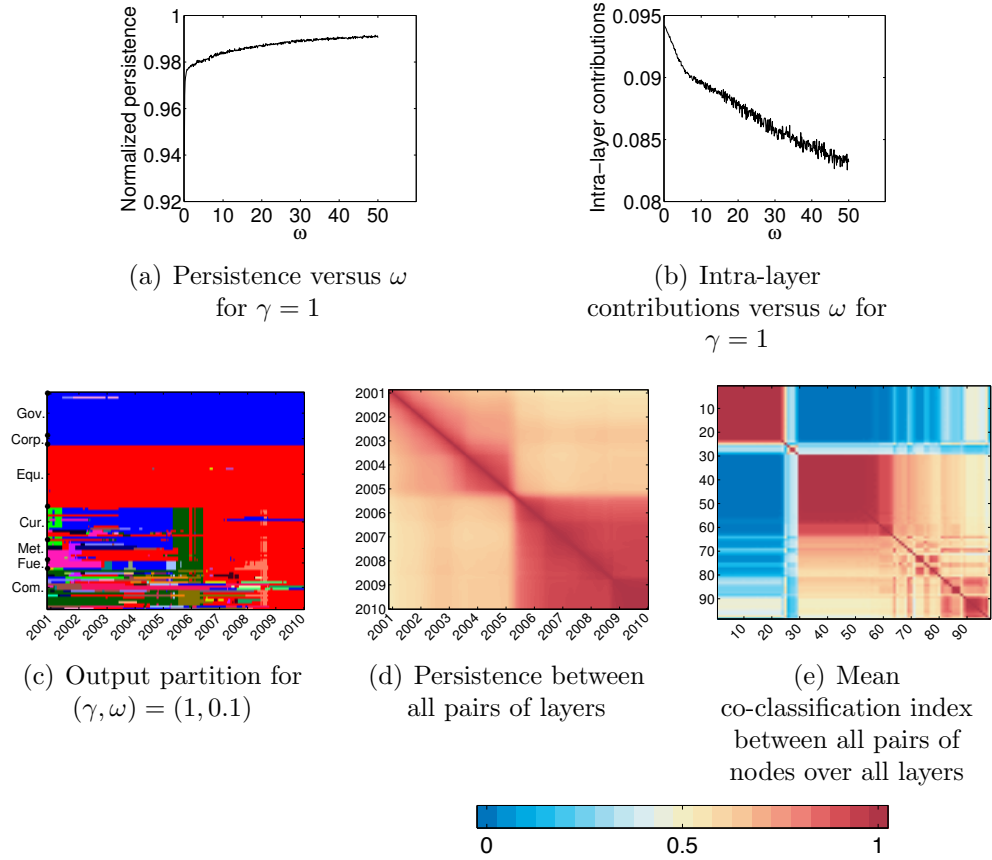 Normalized persistence
1
0.98
0.96
0.94
0.92
0 10 20 30 40 50
ω
(a) Persistence versus ω
for γ = 1
Intra−layer contributions
0.095
0.09
0.085
0.08
0 10 20 30 40 50
ω
(b) Intra-layer
contributions versus ω for
γ = 1
Gov.
Corp.
Equ.
Cur.
Met.
Fue.
Com.
2001 2002 2003 2004 2005 2006 2007 2008 2009 2010
(c) Output partition for
(γ, ω) = (1, 0.1)
2001
2002
2003
2004
2005
2006
2007
2008
2009
2010
2001 2002 2003 2004 2005 2006 2007 2008 2009 2010
(d) Persistence between
all pairs of layers
10
20
30
40
50
60
70
80
90
10 20 30 40 50 60 70 80 90
(e) Mean
co-classification index
between all pairs of
nodes over all layers
0 0.5 1